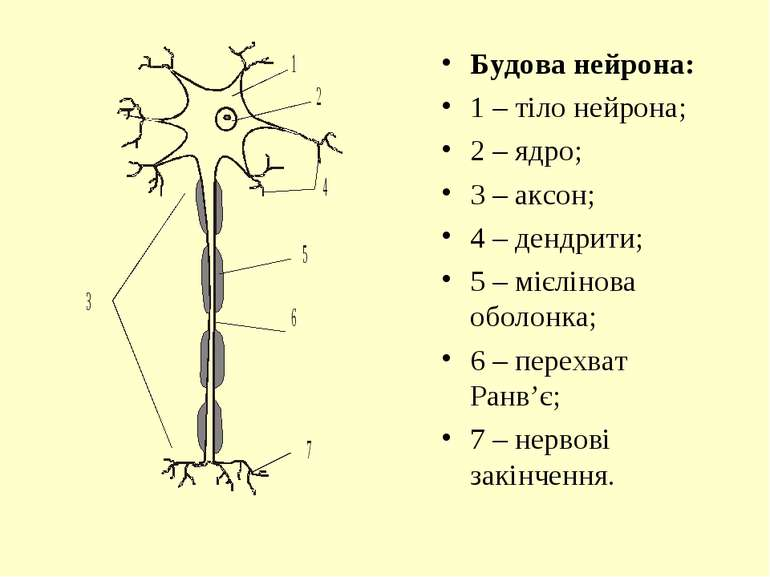 1
2
4
5
3
6
7
• Будова нейрона:
• 1 – тіло нейрона;
• 2 – ядро;
• 3 – аксон;
• 4 – дендрити;
• 5 – мієлінова
оболонка;
• 6 – перехват
Ранв’є;
• 7 – нервові
закінчення.